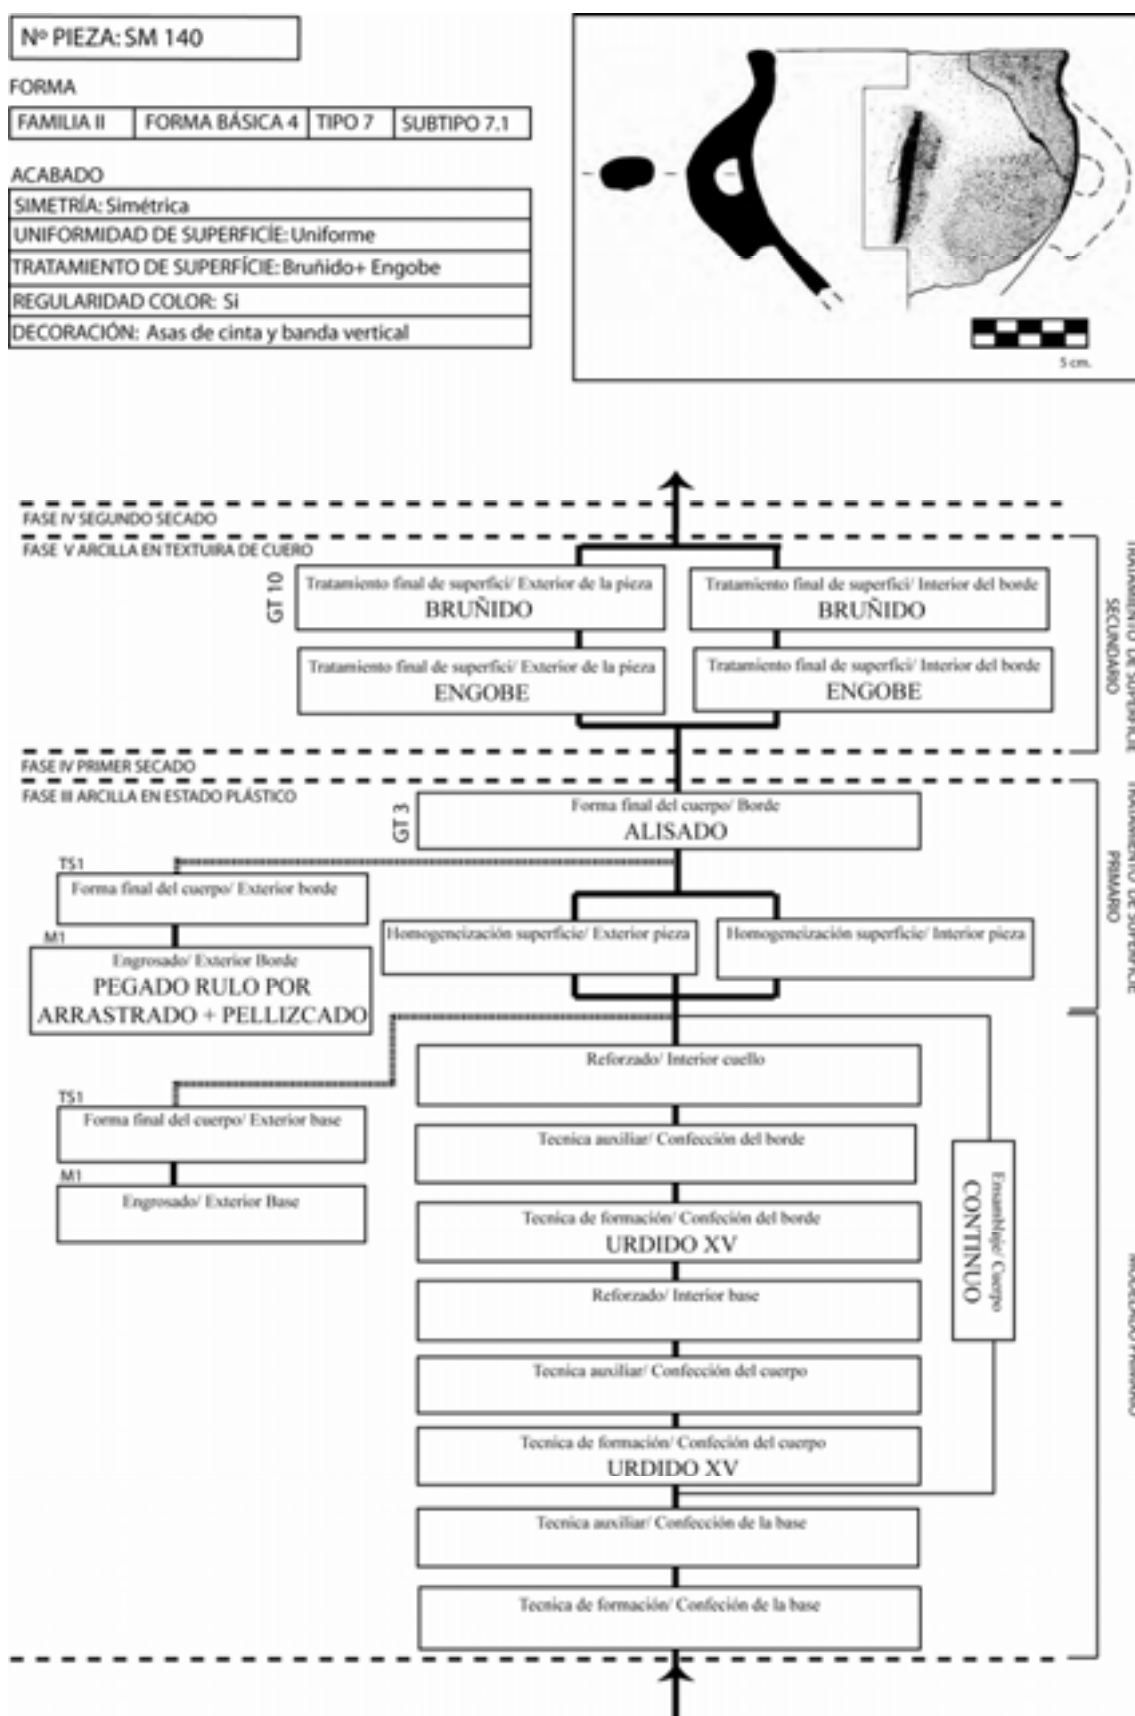 Nº PIEZA: SM 140
FORMA
FAMILIA II FORMA BÁSICA 4 TIPO 7 SUBTIPO 7.1
ACABADO
SIMETRÍA: Simétrica
UNIFORMIDAD DE SUPERFICÍE: Uniforme
TRATAMIENTO DE SUPERFÍCIE: Bruñido+ Engobe
REGULARIDAD COLOR: Si
DECORACIÓN: Asas de cinta y banda vertical
5 cm.
FASE IV SEGUNDO SECADO
FASE V ARCILLA EN TEXTUIRA DE CUERO
GT 10
Tratamiento final de superfici/ Exterior de la pieza
BRUÑIDO
Tratamiento final de superfici/ Interior del borde
BRUÑIDO
Tratamiento final de superfici/ Exterior de la pieza
ENGOBE
Tratamiento final de superfici/ Interior del borde
ENGOBE
TRATAMIENTO DE SUPERFICIE
SECUNDARIO
FASE IV PRIMER SECADO
FASE III ARCILLA EN ESTADO PLÁSTICO
GT 3
Forma final del cuerpo/ Borde
ALISADO
TS1
Forma final del cuerpo/ Exterior borde
M1
Engrosado/ Exterior Borde
PEGADO RULO POR
ARRASTRADO + PELLIZCADO
Homogeneización superficie/ Exterior pieza
Homogeneización superficie/ Interior pieza
TRATAMIENTO DE SUPERFICIE
PRIMARIO
Reforzado/ Interior cuello
TS1
Forma final del cuerpo/ Exterior base
M1
Engrosado/ Exterior Base
Tecnica auxiliar/ Confección del borde
Tecnica de formación/ Confeción del borde
URDIDO XV
Reforzado/ Interior base
Tecnica auxiliar/ Confección del cuerpo
Tecnica de formación/ Confeción del cuerpo
URDIDO XV
Ensamblaje/ Cuerpo
CONTINUO
Tecnica auxiliar/ Confección de la base
Tecnica de formación/ Confeción de la base
MODELADO PRIMARIO